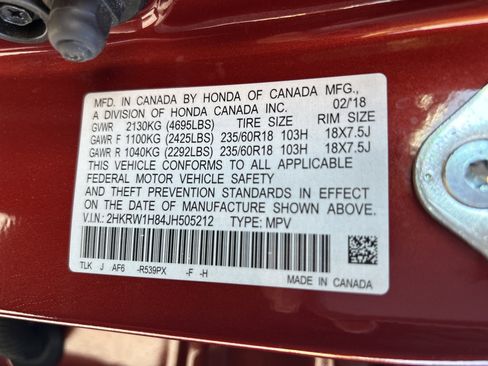 MFD. IN CANADA BY HONDA OF CANADA MFG.,
A DIVISION OF HONDA CANADA INC. 02/'18
GVWR 2130KG (4695LBS) TIRE SIZE RIM SIZE
GAWR F 1100KG (2425LBS) 235/60R18 103H 18X7.5J
GAWR R 1040KG (2292LBS) 235/60R18 103H 18X7.5J
THIS VEHICLE CONFORMS TO ALL APPLICABLE
FEDERAL MOTOR VEHICLE SAFETY
AND THEFT PREVENTION STANDARDS IN EFFECT
ON THE DATE OF MANUFACTURE SHOWN ABOVE.
V.I.N.: 2HKRW1H84JH505212 TYPE: MPV
TLK J AF6 -R539PX -F -H MADE IN CANADA